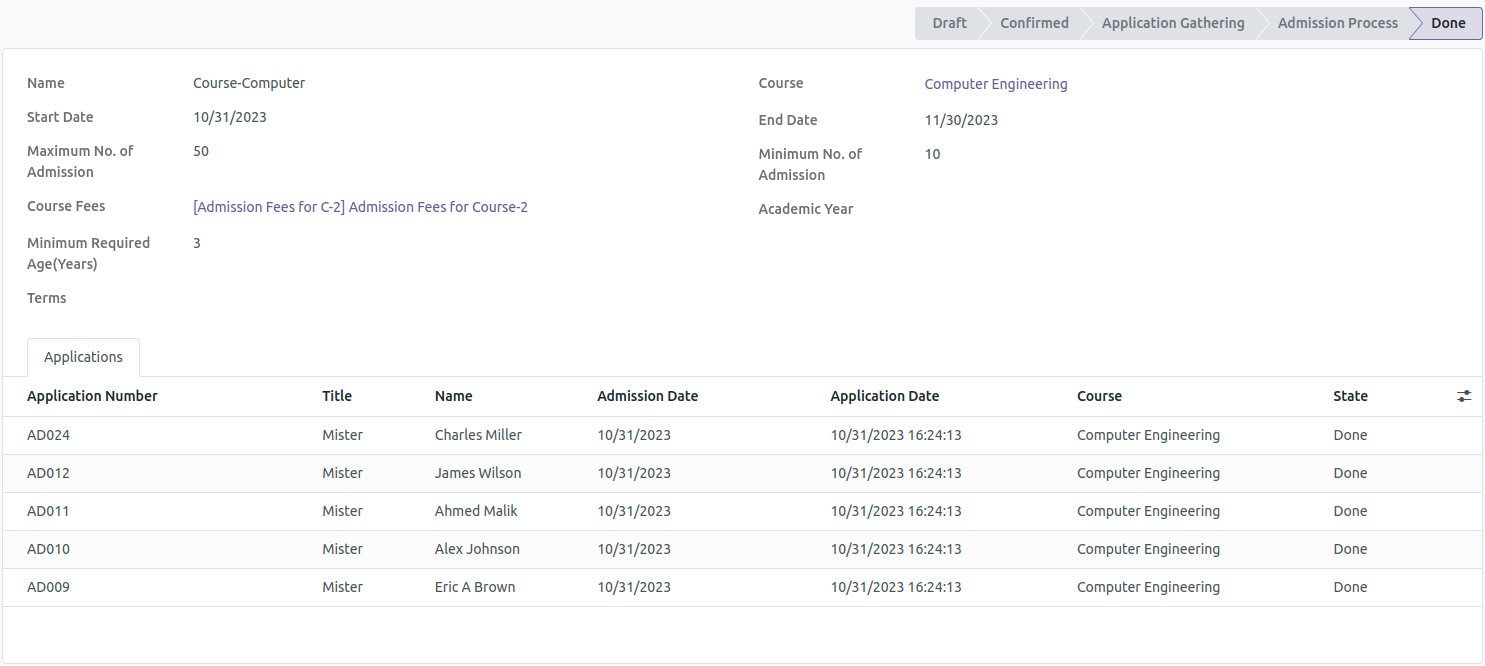 Draft Confirmed Application Gathering Admission Process Done
Name Course-Computer
Course Computer Engineering
Start Date 10/31/2023
End Date 11/30/2023
Maximum No. of
Admission
50
Minimum No. of
Admission
10
Course Fees [Admission Fees for C-2] Admission Fees for Course-2
Academic Year
Minimum Required
Age(Years)
3
Terms
Applications
Application Number Title Name Admission Date Application Date Course State
AD024 Mister Charles Miller 10/31/2023 10/31/2023 16:24:13 Computer Engineering Done
AD012 Mister James Wilson 10/31/2023 10/31/2023 16:24:13 Computer Engineering Done
AD011 Mister Ahmed Malik 10/31/2023 10/31/2023 16:24:13 Computer Engineering Done
AD010 Mister Alex Johnson 10/31/2023 10/31/2023 16:24:13 Computer Engineering Done
AD009 Mister Eric A Brown 10/31/2023 10/31/2023 16:24:13 Computer Engineering Done